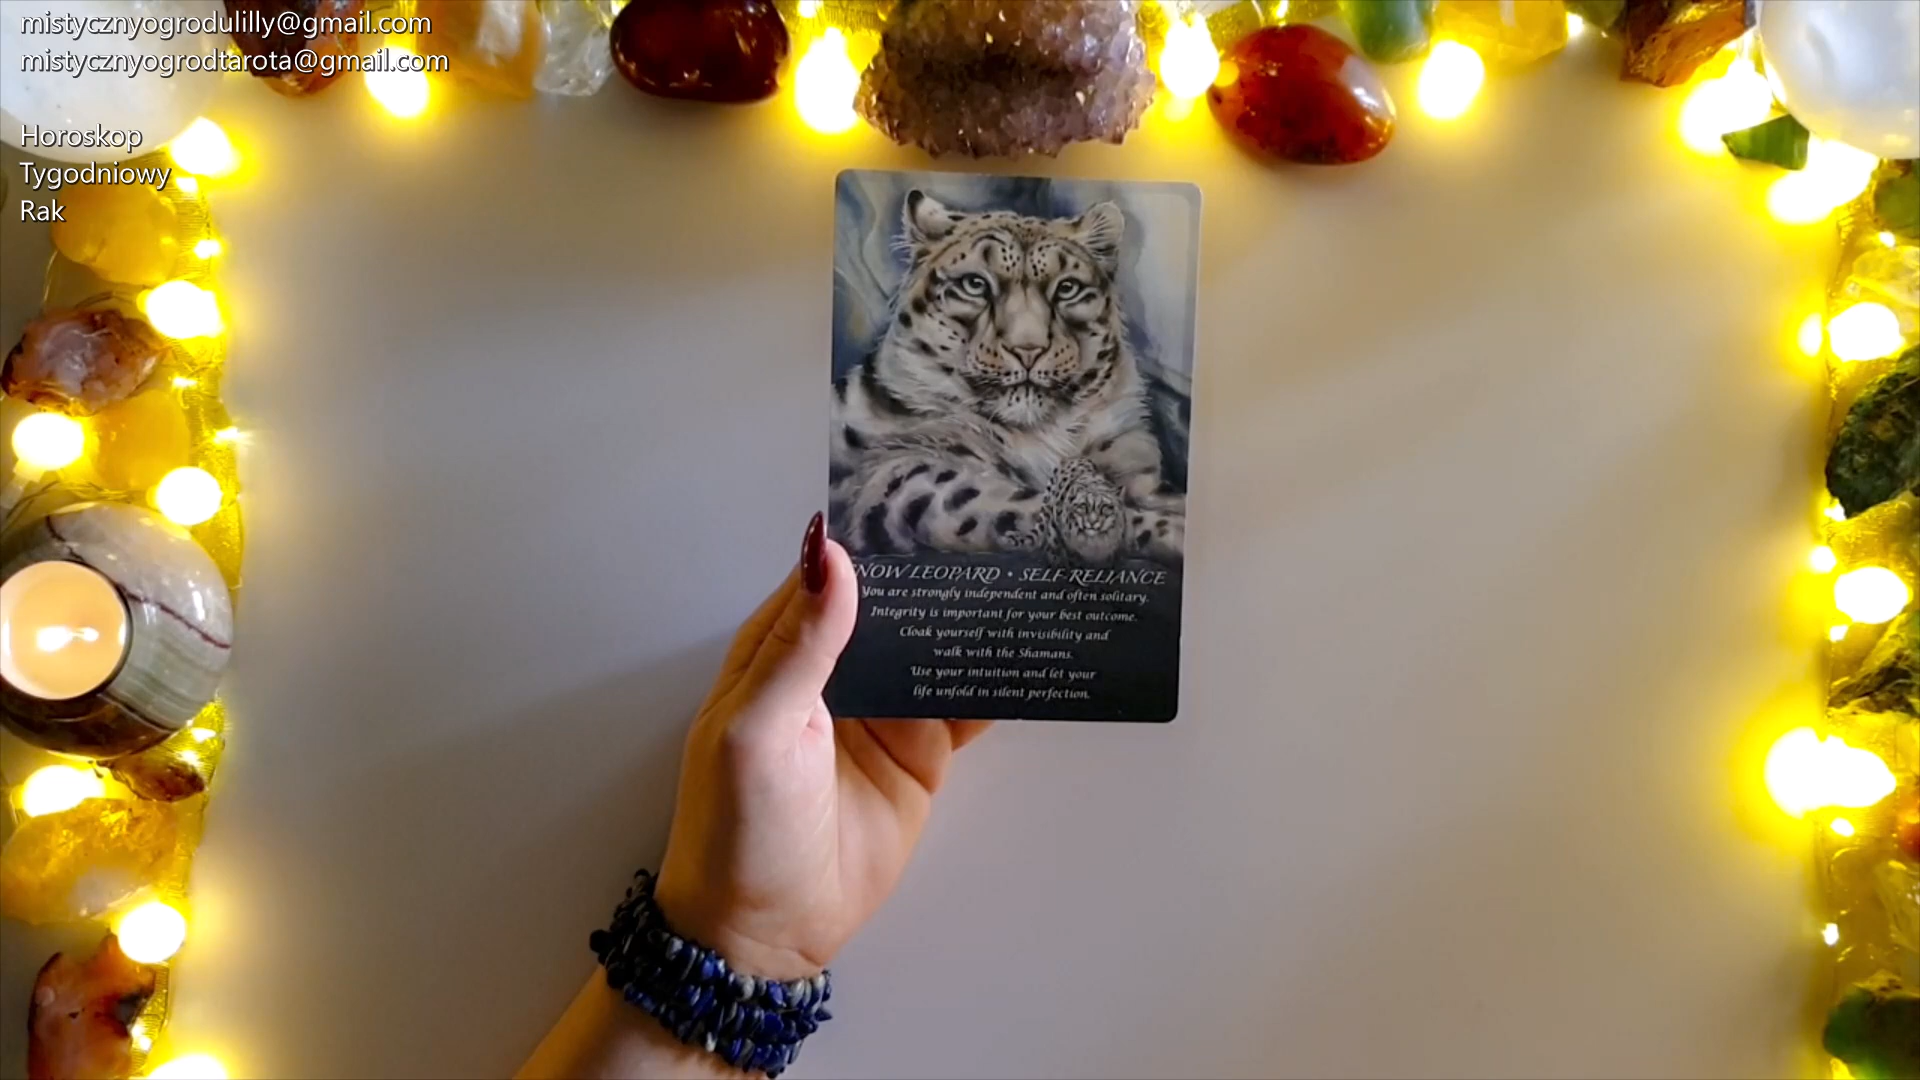 mistycznyogrodulilly@gmail.com
mistycznyogrodtarota@gmail.com
Horoskop
Tygodniowy
Rak
SNOW LEOPARD • SELF-RELIANCE
You are strongly independent and often solitary.
Integrity is important for your best outcome.
Cloak yourself with invisibility and
walk with the Shamans.
Use your intuition and let your
life unfold in silent perfection.